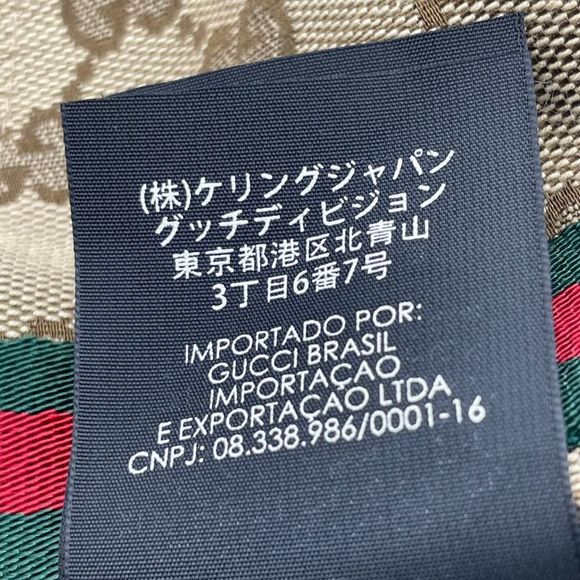 (株)ケリングジャパン
グッチディビジョン
東京都港区北青山
3丁目6番7号
IMPORTADO POR:
GUCCI BRASIL
IMPORTAÇAO
E EXPORTAÇAO LTDA
CNPJ: 08.338.986/0001-16